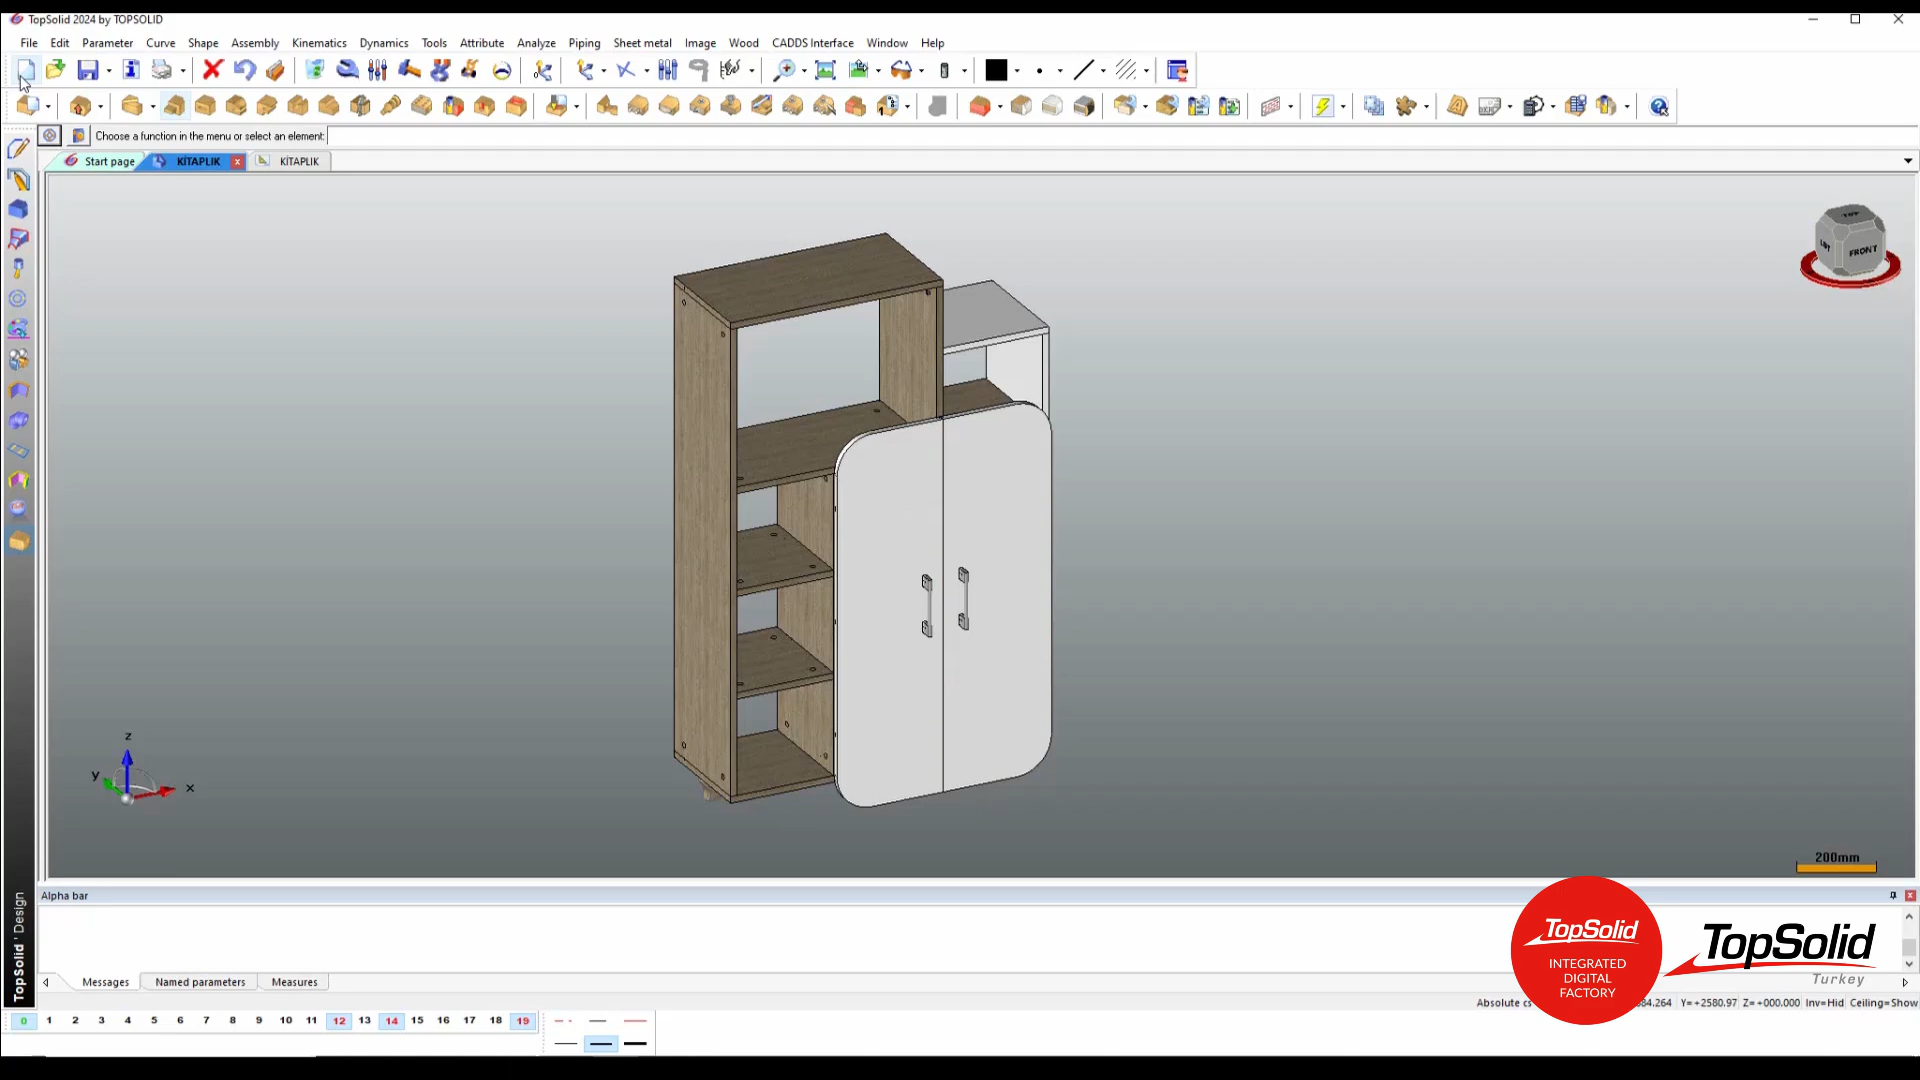 TopSolid 2024 by TOPSOLID
File Edit Parameter Curve Shape Assembly Kinematics Dynamics Tools Attribute Analyze Piping Sheet metal Image Wood CADDS Interface Window Help
Choose a function in the menu or select an element:
Start page KİTAPLIK x KİTAPLIK
TOP
FRONT
z
y
x
200mm
Alpha bar
TopSolid INTEGRATED DIGITAL FACTORY
TopSolid
Turkey
TopSolid'Design
Messages Named parameters Measures
Absolute cs 84.264 Y=+2580.97 Z=+000.000 Inv=Hid Ceiling=Show
0 1 2 3 4 5 6 7 8 9 10 11 12 13 14 15 16 17 18 19